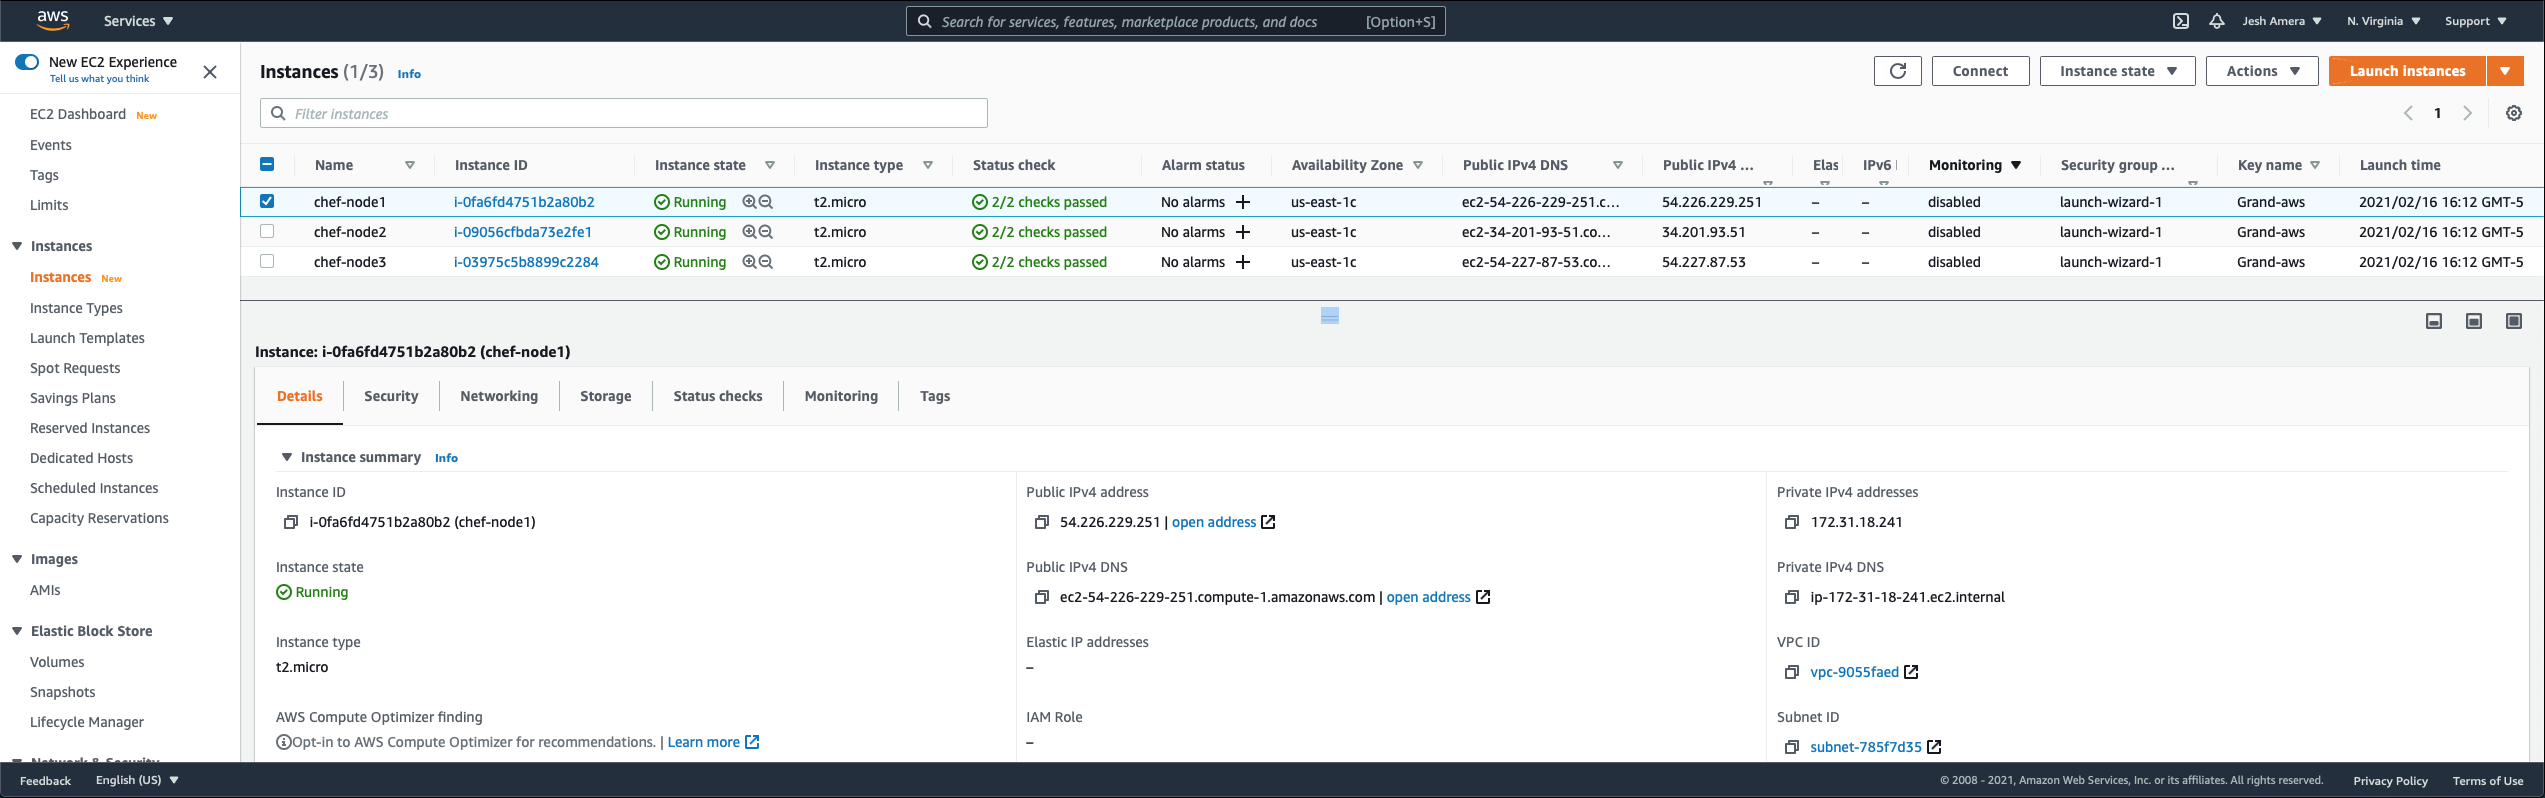 aws
Services
Search for services, features, marketplace products, and docs [Option+S]
Jesh Amera
N. Virginia
Support
New EC2 Experience
Tell us what you think
EC2 Dashboard New
Events
Tags
Limits
Instances
Instances New
Instance Types
Launch Templates
Spot Requests
Savings Plans
Reserved Instances
Dedicated Hosts
Scheduled Instances
Capacity Reservations
Images
AMIs
Elastic Block Store
Volumes
Snapshots
Lifecycle Manager
Network & Security
Instances (1/3) Info
Connect
Instance state
Actions
Launch instances
Filter instances
1
Name Instance ID Instance state Instance type Status check Alarm status Availability Zone Public IPv4 DNS Public IPv4 ... Elas IPv6 Monitoring Security group ... Key name Launch time
chef-node1 i-0fa6fd4751b2a80b2 Running t2.micro 2/2 checks passed No alarms + us-east-1c ec2-54-226-229-251.c... 54.226.229.251 – – disabled launch-wizard-1 Grand-aws 2021/02/16 16:12 GMT-5
chef-node2 i-09056cfbda73e2fe1 Running t2.micro 2/2 checks passed No alarms + us-east-1c ec2-34-201-93-51.co... 34.201.93.51 – – disabled launch-wizard-1 Grand-aws 2021/02/16 16:12 GMT-5
chef-node3 i-03975c5b8899c2284 Running t2.micro 2/2 checks passed No alarms + us-east-1c ec2-54-227-87-53.co... 54.227.87.53 – – disabled launch-wizard-1 Grand-aws 2021/02/16 16:12 GMT-5
Instance: i-0fa6fd4751b2a80b2 (chef-node1)
Details Security Networking Storage Status checks Monitoring Tags
Instance summary Info
Instance ID
i-0fa6fd4751b2a80b2 (chef-node1)
Instance state
Running
Instance type
t2.micro
AWS Compute Optimizer finding
Opt-in to AWS Compute Optimizer for recommendations. | Learn more
Public IPv4 address
54.226.229.251 | open address
Public IPv4 DNS
ec2-54-226-229-251.compute-1.amazonaws.com | open address
Elastic IP addresses
–
IAM Role
–
Private IPv4 addresses
172.31.18.241
Private IPv4 DNS
ip-172-31-18-241.ec2.internal
VPC ID
vpc-9055faed
Subnet ID
subnet-785f7d35
Feedback
English (US)
© 2008 - 2021, Amazon Web Services, Inc. or its affiliates. All rights reserved.
Privacy Policy
Terms of Use